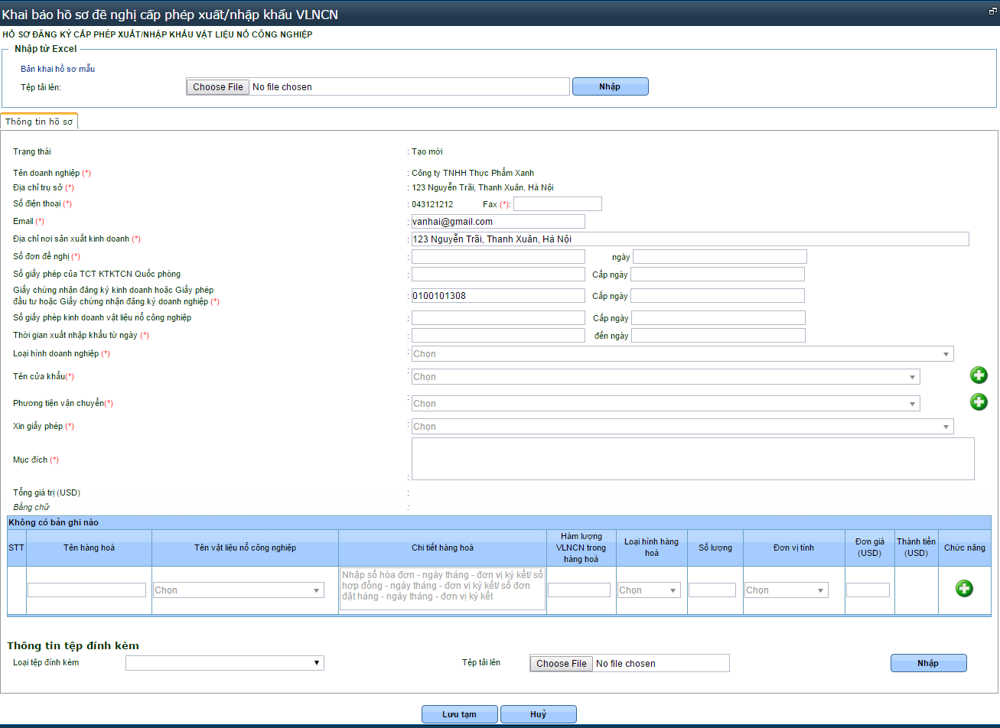 Khai báo hồ sơ đề nghị cấp phép xuất/nhập khẩu VLNCN
HỒ SƠ ĐĂNG KÝ CẤP PHÉP XUẤT/NHẬP KHẨU VẬT LIỆU NỔ CÔNG NGHIỆP
Nhập từ Excel
Bản khai hồ sơ mẫu
Tệp tải lên: Choose File No file chosen Nhập
Thông tin hồ sơ
Trạng thái : Tạo mới
Tên doanh nghiệp (*) : Công ty TNHH Thực Phẩm Xanh
Địa chỉ trụ sở (*) : 123 Nguyễn Trãi, Thanh Xuân, Hà Nội
Số điện thoại (*) : 043121212 Fax (*):
Email (*) : vanhai@gmail.com
Địa chỉ nơi sản xuất kinh doanh (*) : 123 Nguyễn Trãi, Thanh Xuân, Hà Nội
Số đơn đề nghị (*) : ngày
Số giấy phép của TCT KTKTCN Quốc phòng : Cấp ngày
Giấy chứng nhận đăng ký kinh doanh hoặc Giấy phép
đầu tư hoặc Giấy chứng nhận đăng ký doanh nghiệp (*) : 0100101308 Cấp ngày
Số giấy phép kinh doanh vật liệu nổ công nghiệp : Cấp ngày
Thời gian xuất nhập khẩu từ ngày (*) : đến ngày
Loại hình doanh nghiệp (*) : Chọn
Tên cửa khẩu(*) : Chọn
Phương tiện vận chuyển(*) : Chọn
Xin giấy phép (*) : Chọn
Mục đích (*) :
Tổng giá trị (USD) :
Bằng chữ :
Không có bản ghi nào
STT Tên hàng hoá Tên vật liệu nổ công nghiệp Chi tiết hàng hoá Hàm lượng VLNCN trong hàng hoá Loại hình hàng hoá Số lượng Đơn vị tính Đơn giá (USD) Thành tiền (USD) Chức năng
Chọn
Nhập số hóa đơn - ngày tháng - đơn vị ký kết/ số
hợp đồng - ngày tháng - đơn vị ký kết/ số đơn
đặt hàng - ngày tháng - đơn vị ký kết
Chọn Chọn
Thông tin tệp đính kèm
Loại tệp đính kèm Tệp tải lên Choose File No file chosen Nhập
Lưu tạm Huỷ